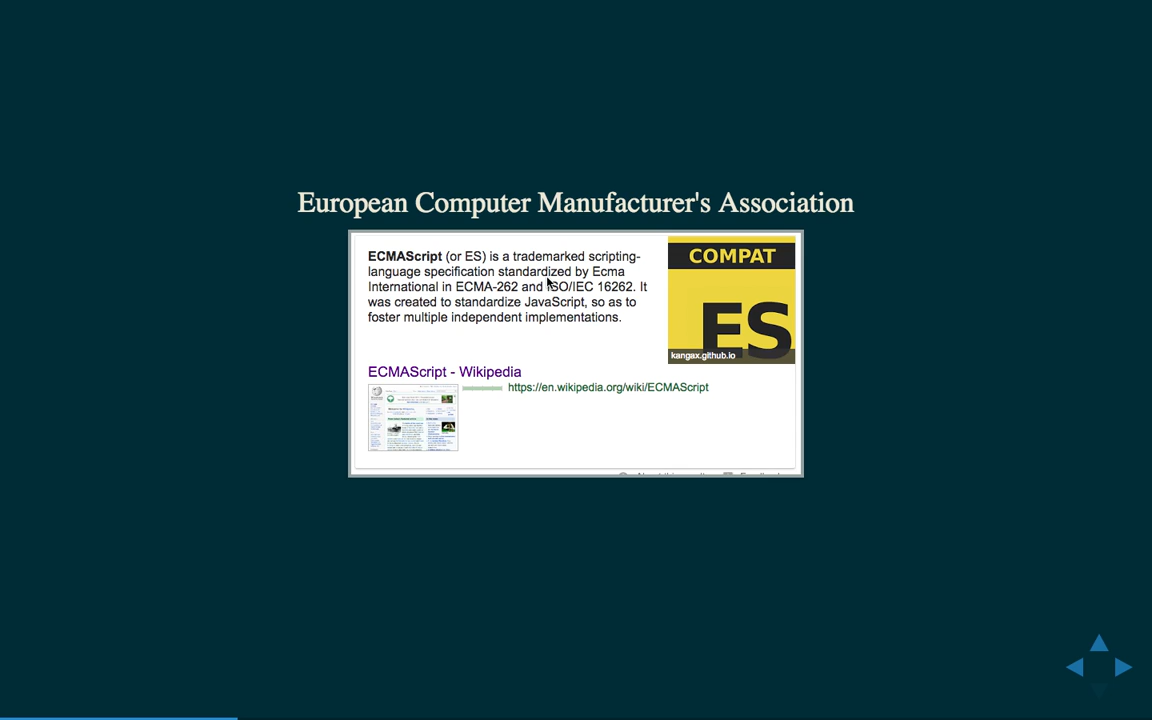 European Computer Manufacturer's Association
ECMAScript (or ES) is a trademarked scripting-
language specification standardized by Ecma
International in ECMA-262 and ISO/IEC 16262. It
was created to standardize JavaScript, so as to
foster multiple independent implementations.
COMPAT
ES
kangax.github.io
ECMAScript - Wikipedia
https://en.wikipedia.org/wiki/ECMAScript